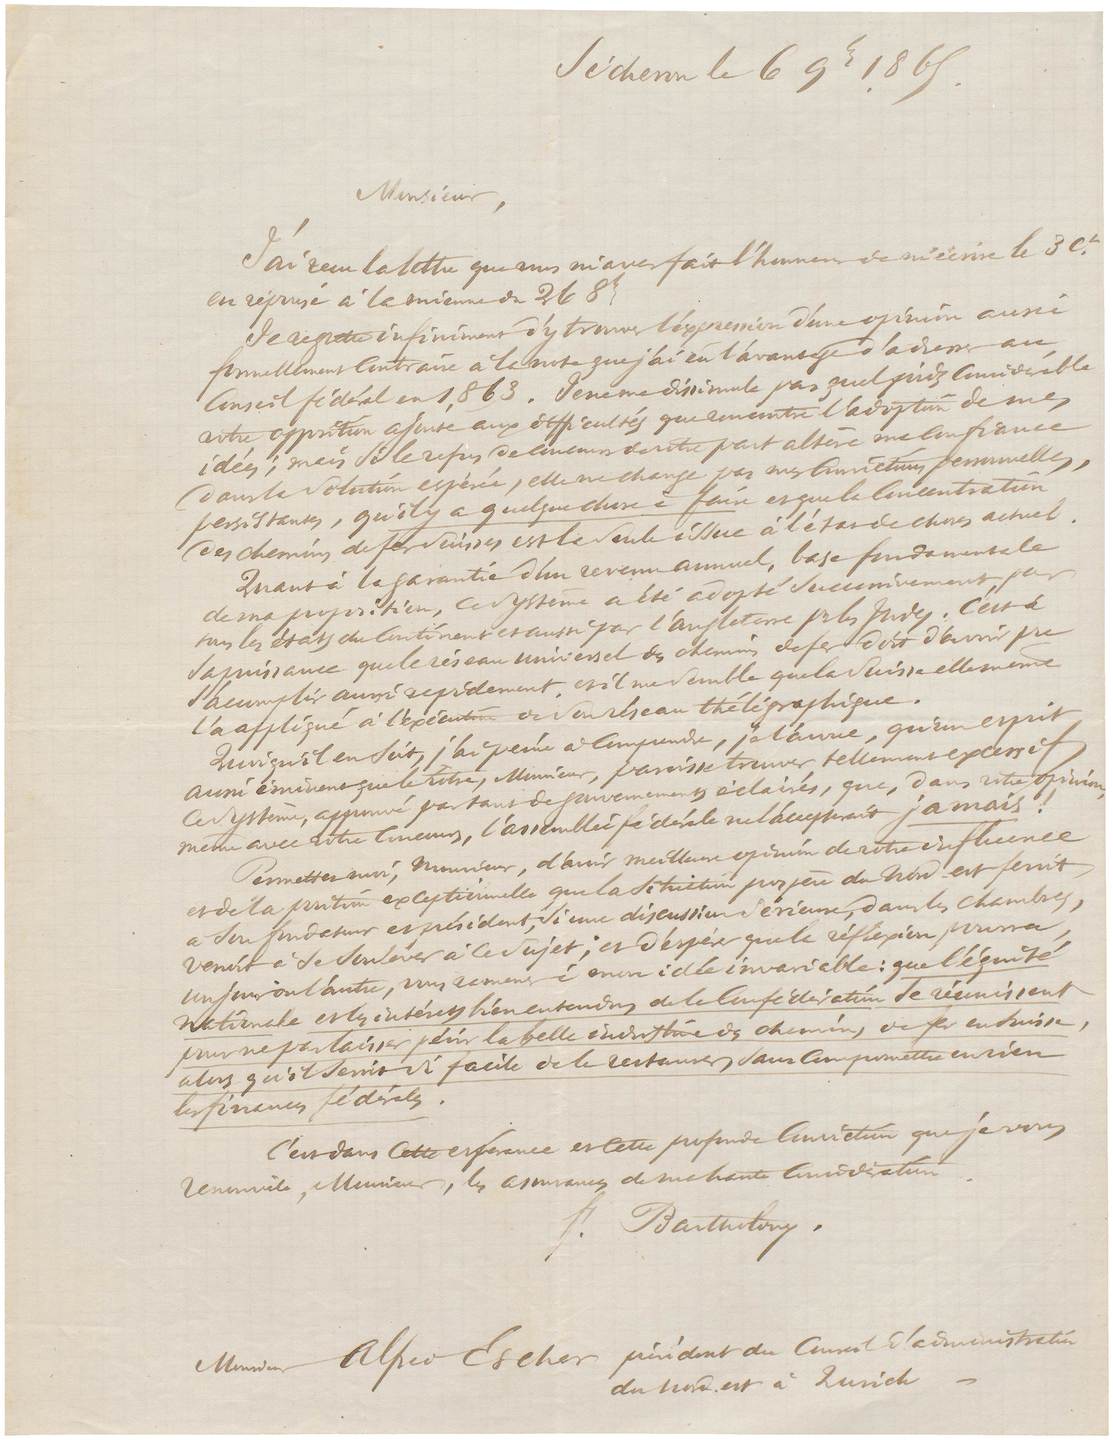 Sécheron le 6 9bre 1865.
Monsieur,
J'ai reçu la lettre que vous m'avez fait l'honneur de m'écrire le 3 Ct
en réponse à la mienne du 26 8bre
Je regrette infiniment d'y trouver l'expression d'une opinion aussi
formellement contraire à la note que j'ai eu l'avantage d'adresser au
Conseil fédéral en 1863. Je ne me dissimule pas quel poids considérable
votre opposition ajoute aux difficultés que rencontre l'adoption de mes
idées; mais si le refus de concours de votre part altère ma confiance
dans la solution espérée, elle ne change pas mes convictions personnelles,
persistantes, qu'il y a quelque chose à faire et que la concentration
des chemins de fer Suisses est la seule issue à l'état de choses actuel.
Quant à la garantie d'un revenu annuel, base fondamentale
de ma proposition, ce système a été adopté successivement par
tous les états du Continent et aussi par l'Angleterre pr les Indes. C'est à
sa puissance que le réseau universel des chemins de fer doit d'avoir pu
s'accomplir aussi rapidement, et il me semble que la Suisse elle même
l'a appliqué à l'exécution de son réseau thélégraphique.
Quoiqu'il en soit, j'ai peine à comprendre, je l'avoue, qu'un esprit
aussi éminent que le vôtre, Monsieur, paroisse trouver tellement excessif
ce système, approuvé par tant de gouvernements éclairés, que, dans votre opinion,
même avec votre concours, l'assemblée fédérale ne l'accepterait jamais!
Permettez moi, Monsieur, d'avoir meilleure opinion de votre influence
et de la position exceptionnelle que la situation prospère du Nord-est feroit
à son fondateur et président, si une discussion sérieuse, dans les chambres,
venoit à se soulever à ce sujet; et d'espérer que la réflexion pourra,
un jour ou l'autre, vous ramener à mon idée invariable: que l'équité
nationale et les intérêts bien entendus de la Confédération se réunissent
pour ne pas laisser périr la belle industrie des chemins de fer en Suisse,
alors qu'il seroit si facile de la restaurer, sans compromettre en rien
les finances fédérales.
C'est dans cette espérance et cette profonde conviction que je vous
renouvele, Monsieur, les assurances de ma haute considération.
f. Bartholony.
Monsieur Alfred Escher président du Conseil d'administration
du Nord-est à Zurich –